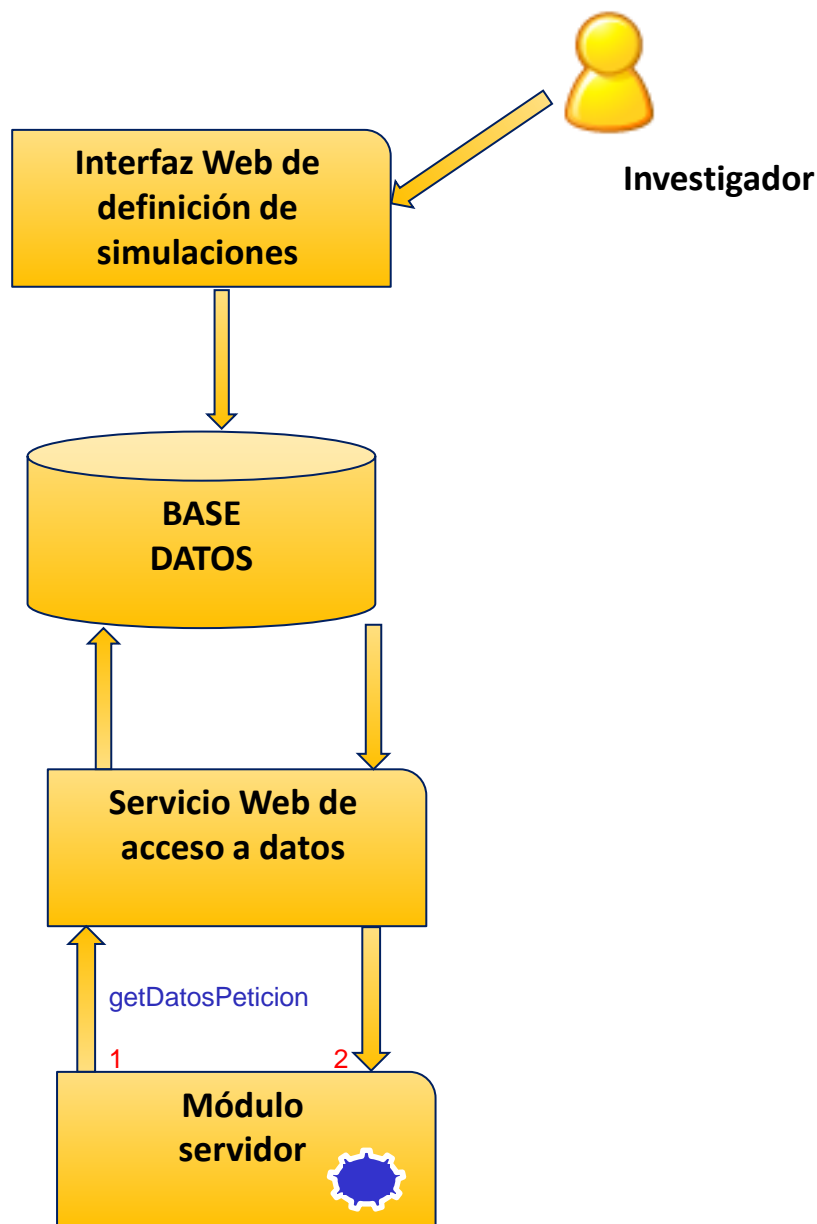 Investigador
Interfaz Web de
definición de
simulaciones
BASE
DATOS
Servicio Web de
acceso a datos
getDatosPeticion
1
2
Módulo
servidor